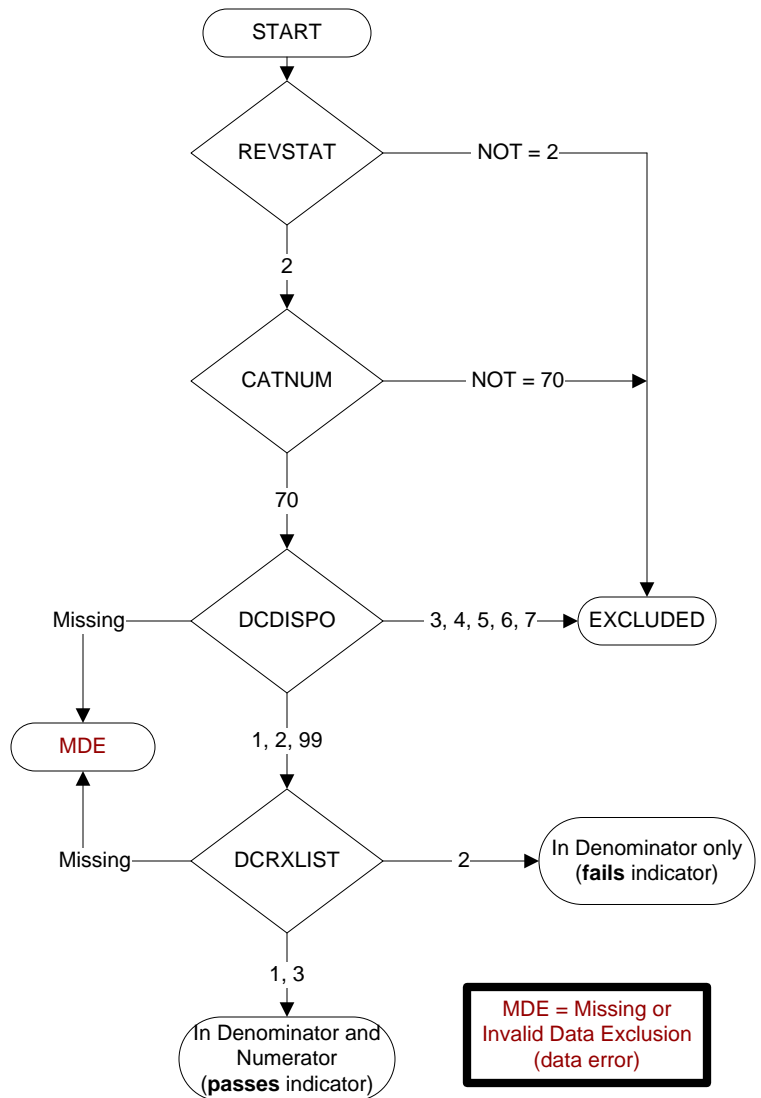 START
REVSTAT
NOT = 2
2
CATNUM
NOT = 70
70
Missing
DCDISPO
3, 4, 5, 6, 7
EXCLUDED
MDE
1, 2, 99
Missing
DCRXLIST
2
In Denominator only
(fails indicator)
1, 3
In Denominator and
Numerator
(passes indicator)
MDE = Missing or
Invalid Data Exclusion
(data error)